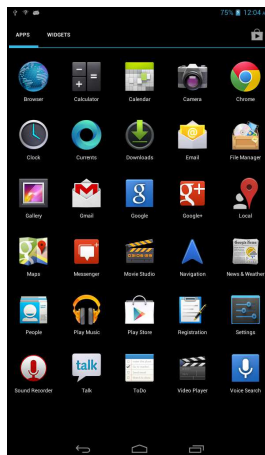 75% 12:04
APPS WIDGETS
Browser Calculator Calendar Camera Chrome
Clock Currents Downloads Email File Manager
Gallery Gmail Google Google+ Local
Maps Messenger Movie Studio Navigation News & Weather
People Play Music Play Store Registration Settings
talk
Sound Recorder Talk ToDo Video Player Voice Search